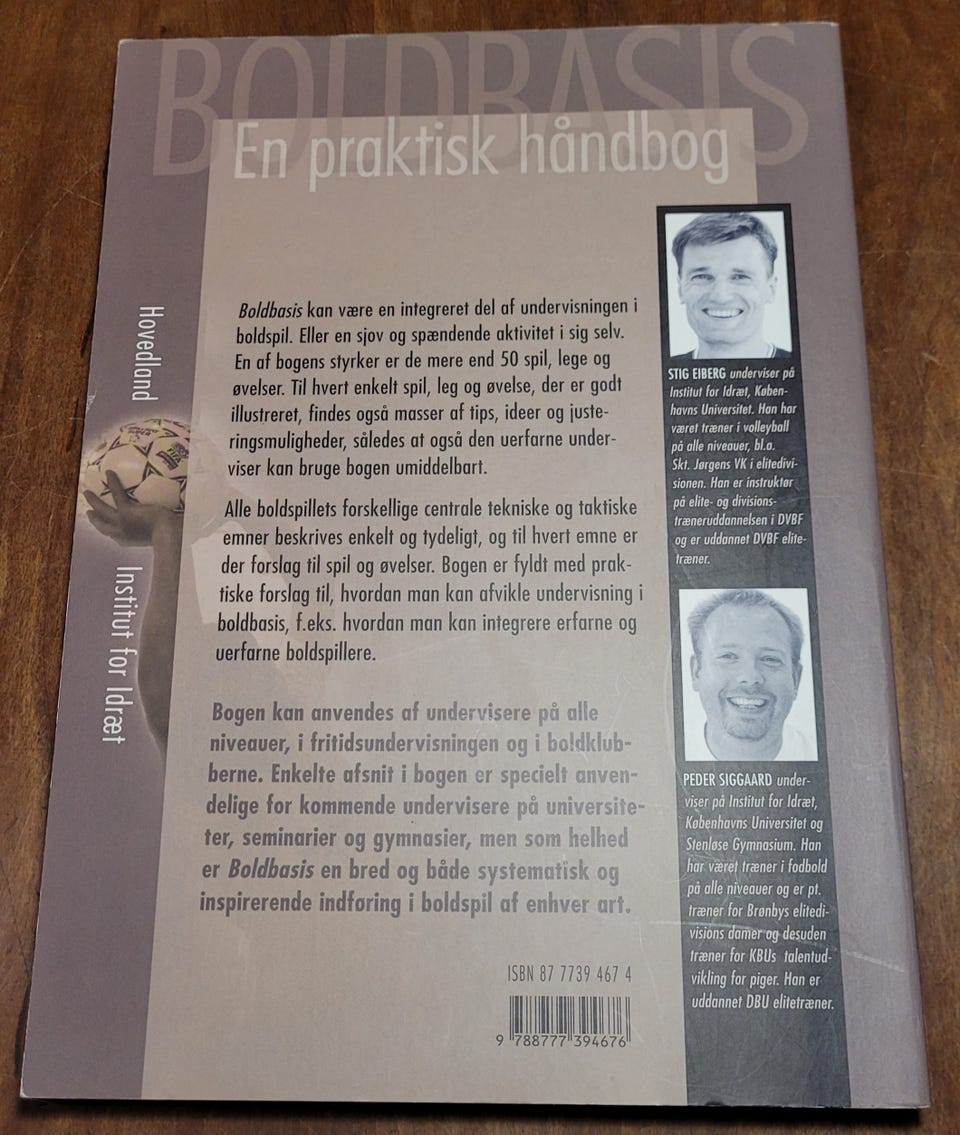 BOLDBASIS
En praktisk håndbog
Hovedland
Institut for Idræt
Boldbasis kan være en integreret del af undervisningen i
boldspil. Eller en sjov og spændende aktivitet i sig selv.
En af bogens styrker er de mere end 50 spil, lege og
øvelser. Til hvert enkelt spil, leg og øvelse, der er godt
illustreret, findes også masser af tips, ideer og juste-
ringsmuligheder, således at også den uerfarne under-
viser kan bruge bogen umiddelbart.
Alle boldspillets forskellige centrale tekniske og taktiske
emner beskrives enkelt og tydeligt, og til hvert emne er
der forslag til spil og øvelser. Bogen er fyldt med prak-
tiske forslag til, hvordan man kan afvikle undervisning i
boldbasis, f.eks. hvordan man kan integrere erfarne og
uerfarne boldspillere.
Bogen kan anvendes af undervisere på alle
niveauer, i fritidsundervisningen og i boldklub-
berne. Enkelte afsnit i bogen er specielt anven-
delige for kommende undervisere på universite-
ter, seminarier og gymnasier, men som helhed
er Boldbasis en bred og både systematisk og
inspirerende indføring i boldspil af enhver art.
ISBN 87 7739 467 4
9 788777 394676
STIG EIBERG underviser på
Institut for Idræt, Køben-
havns Universitet. Han har
været træner i volleyball
på alle niveauer, bl.a.
Skt. Jørgens VK i elitedivi-
sionen. Han er instruktør
på elite- og divisions-
træneruddannelsen i DVBF
og er uddannet DVBF elite-
træner.
PEDER SIGGAARD under-
viser på Institut for Idræt,
Københavns Universitet og
Stenløse Gymnasium. Han
har været træner i fodbold
på alle niveauer og er pt.
træner for Brønbys elitedi-
visions damer og desuden
træner for KBUs talentud-
vikling for piger. Han er
uddannet DBU elitetræner.